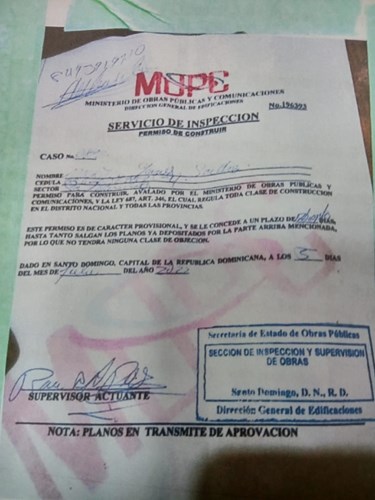 MOPC
MINISTERIO DE OBRAS PÚBLICAS Y COMUNICACIONES
DIRECCION GENERAL DE EDIFICACIONES
No.196393
SERVICIO DE INSPECCION
PERMISO DE CONSTRUIR
CASO No.
NOMBRE
CEDULA
SECTOR
PERMISO PARA CONSTRUIR, AVALADO POR EL MINISTERIO DE OBRAS PUBLICAS Y
COMUNICACIONES, Y LA LEY 687, ART. 346, EL CUAL REGULA TODA CLASE DE CONSTRUCCION
EN EL DISTRITO NACIONAL Y TODAS LAS PROVINCIAS.
ESTE PERMISO ES DE CARACTER PROVISIONAL, Y SE LE CONCEDE A UN PLAZO DE DIAS,
HASTA TANTO SALGAN LOS PLANOS YA DEPOSITADOS POR LA PARTE ARRIBA MENCIONADA,
POR LO QUE NO TENDRA NINGUNA CLASE DE OBJECION.
DADO EN SANTO DOMINGO, CAPITAL DE LA REPUBLICA DOMINICANA, A LOS 5 DIAS
DEL MES DE DEL AÑO 2022
Secretaria de Estado de Obras Públicas
SECCION DE INSPECCION Y SUPERVISION
DE OBRAS
Santo Domingo, D. N., R. D.
Dirección General de Edificaciones
SUPERVISOR ACTUANTE
NOTA: PLANOS EN TRANSMITE DE APROVACION